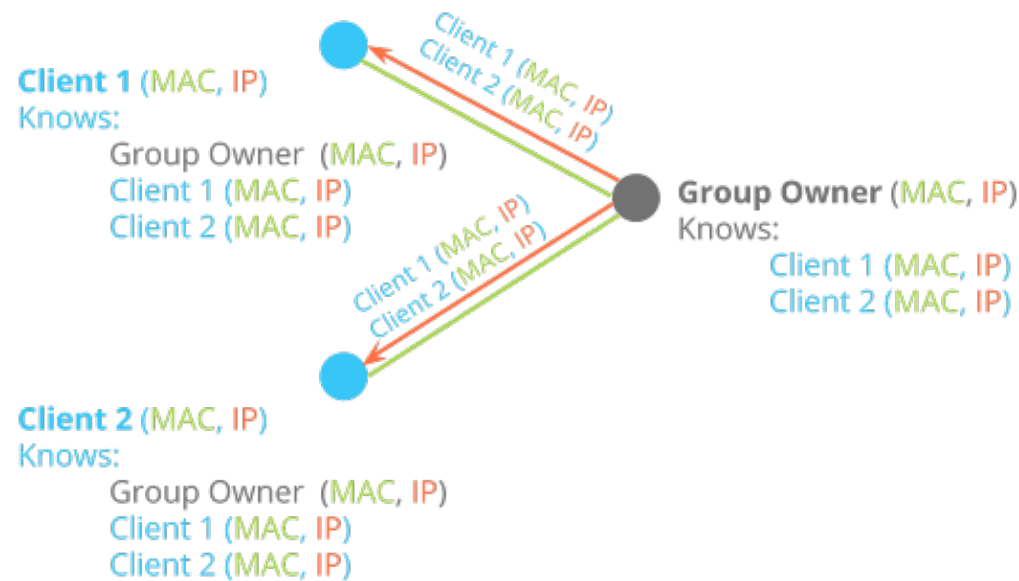 Client 1 (MAC, IP)
Client 2 (MAC, IP)
Client 1 (MAC, IP)
Knows:
Group Owner (MAC, IP)
Client 1 (MAC, IP)
Client 2 (MAC, IP)
Group Owner (MAC, IP)
Knows:
Client 1 (MAC, IP)
Client 2 (MAC, IP)
Client 1 (MAC, IP)
Client 2 (MAC, IP)
Client 2 (MAC, IP)
Knows:
Group Owner (MAC, IP)
Client 1 (MAC, IP)
Client 2 (MAC, IP)